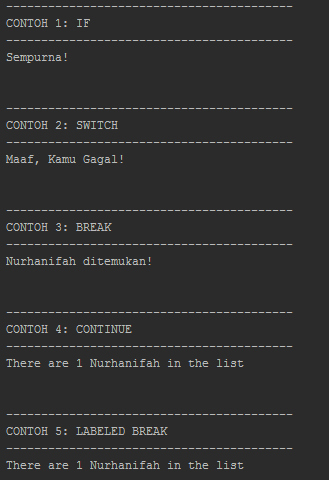 -----------------------------------------
CONTOH 1: IF
-----------------------------------------
Sempurna!
-----------------------------------------
CONTOH 2: SWITCH
-----------------------------------------
Maaf, Kamu Gagal!
-----------------------------------------
CONTOH 3: BREAK
-----------------------------------------
Nurhanifah ditemukan!
-----------------------------------------
CONTOH 4: CONTINUE
-----------------------------------------
There are 1 Nurhanifah in the list
-----------------------------------------
CONTOH 5: LABELED BREAK
-----------------------------------------
There are 1 Nurhanifah in the list